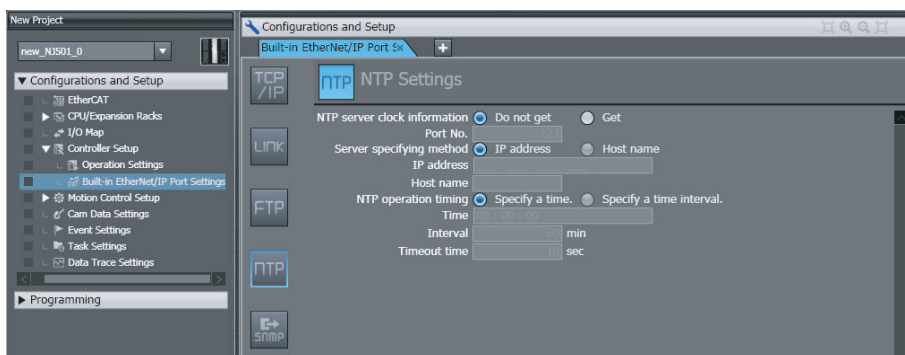 New Project
new_NJ501_0
Configurations and Setup
EtherCAT
CPU/Expansion Racks
I/O Map
Controller Setup
Operation Settings
Built-in EtherNet/IP Port Settings
Motion Control Setup
Cam Data Settings
Event Settings
Task Settings
Data Trace Settings
Programming
Configurations and Setup
Built-in EtherNet/IP Port S
TCP
/IP
LINK
FTP
NTP
SNMP
NTP NTP Settings
NTP server clock information Do not get Get
Port No. 123
Server specifying method IP address Host name
IP address
Host name
NTP operation timing Specify a time. Specify a time interval.
Time 00 : 00 : 00
Interval 60 min
Timeout time 10 sec